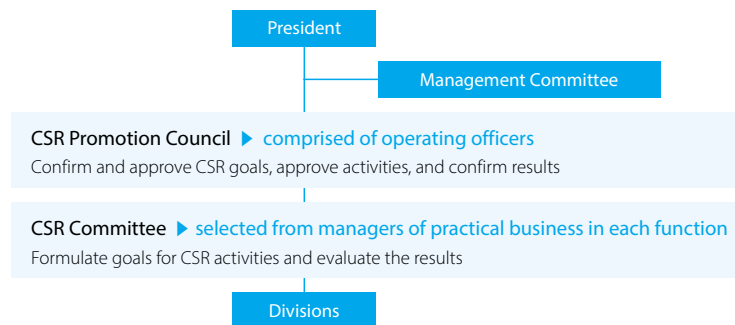 President
Management Committee
CSR Promotion Council ▶ comprised of operating officers
Confirm and approve CSR goals, approve activities, and confirm results
CSR Committee ▶ selected from managers of practical business in each function
Formulate goals for CSR activities and evaluate the results
Divisions